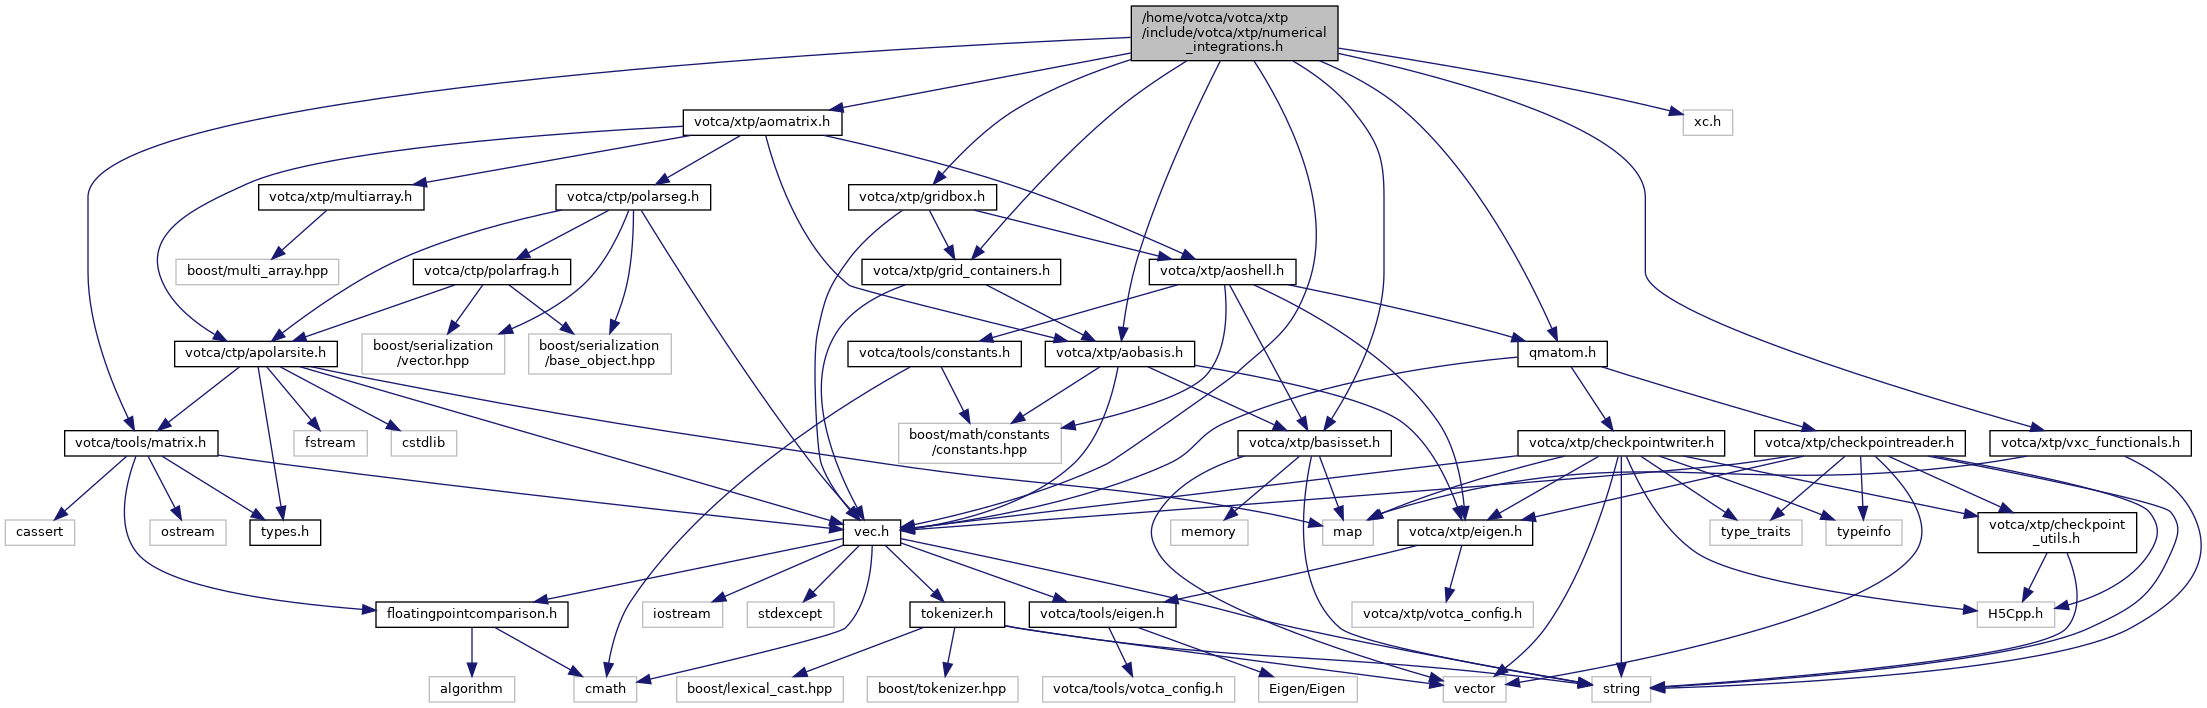 /home/votca/votca/xtp
/include/votca/xtp/numerical
_integrations.h
votca/xtp/aomatrix.h
xc.h
votca/xtp/multiarray.h
votca/ctp/polarseg.h
votca/xtp/gridbox.h
boost/multi_array.hpp
votca/ctp/polarfrag.h
votca/xtp/grid_containers.h
votca/xtp/aoshell.h
votca/ctp/apolarsite.h
boost/serialization
/vector.hpp
boost/serialization
/base_object.hpp
votca/tools/constants.h
votca/xtp/aobasis.h
qmatom.h
votca/tools/matrix.h
fstream
cstdlib
boost/math/constants
/constants.hpp
votca/xtp/basisset.h
votca/xtp/checkpointwriter.h
votca/xtp/checkpointreader.h
votca/xtp/vxc_functionals.h
cassert
ostream
types.h
vec.h
memory
map
votca/xtp/eigen.h
type_traits
typeinfo
votca/xtp/checkpoint
_utils.h
floatingpointcomparison.h
iostream
stdexcept
tokenizer.h
votca/tools/eigen.h
votca/xtp/votca_config.h
H5Cpp.h
algorithm
cmath
boost/lexical_cast.hpp
boost/tokenizer.hpp
votca/tools/votca_config.h
Eigen/Eigen
vector
string